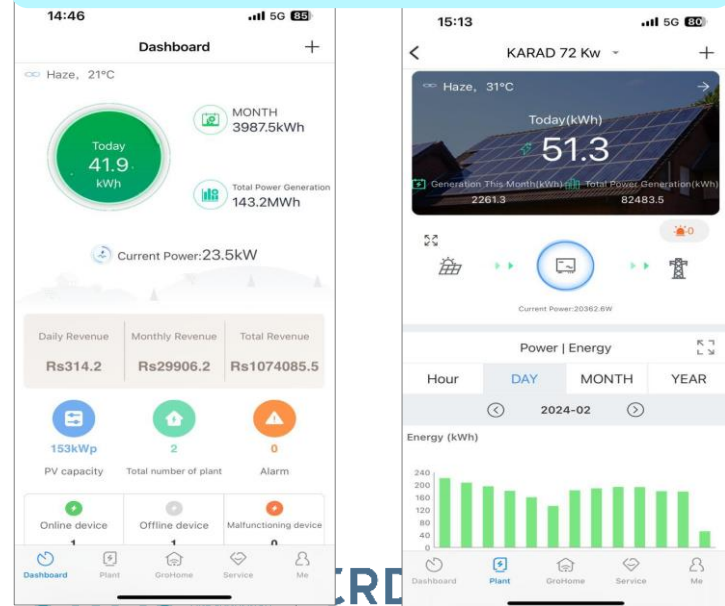 14:46
5G 85
Dashboard
Haze, 21°C
Today
41.9
kWh
MONTH
3987.5kWh
Total Power Generation
143.2MWh
Current Power:23.5kW
Daily Revenue
Monthly Revenue
Total Revenue
Rs314.2
Rs29906.2
Rs1074085.5
153kWp
2
0
PV capacity
Total number of plant
Alarm
Online device
Offline device
Malfunctioning device
1
1
0
Dashboard
Plant
GroHome
Service
Me
15:13
5G 80
KARAD 72 Kw
Haze, 31°C
Today(kWh)
51.3
Generation This Month(kWh)
Total Power Generation(kWh)
2261.3
82483.5
0
Current Power:20362.6W
Power | Energy
Hour
DAY
MONTH
YEAR
2024-02
Energy (kWh)
240
200
160
120
80
40
0
Dashboard
Plant
GroHome
Service
Me